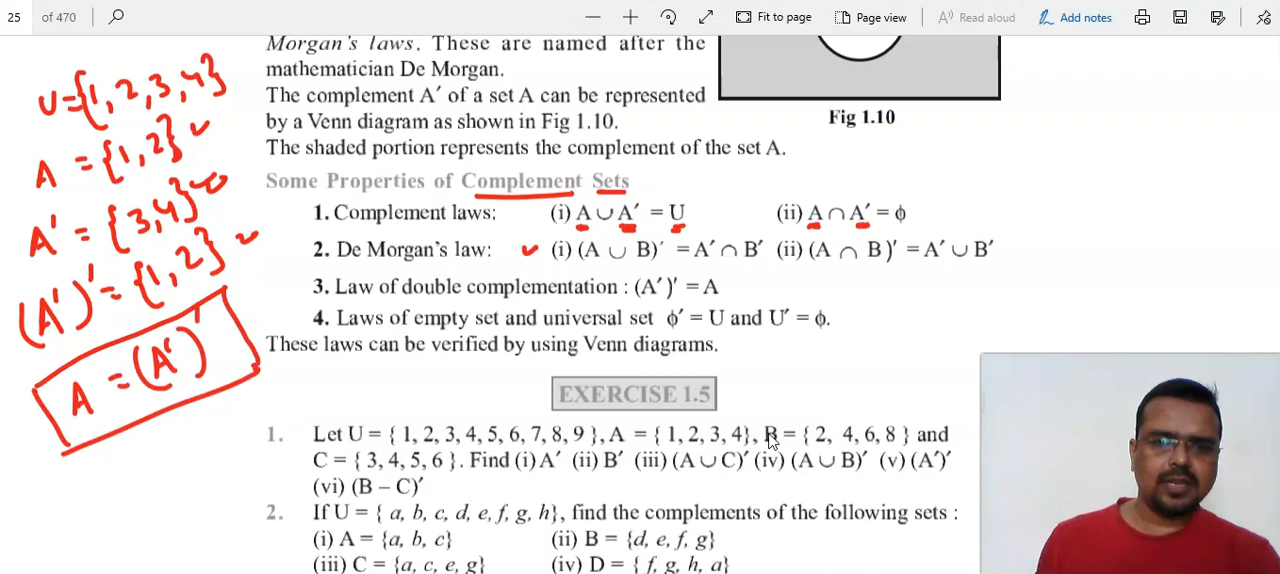 25 of 470 Fit to page Page view Read aloud Add notes
Morgan's laws. These are named after the
mathematician De Morgan.
The complement A′ of a set A can be represented
by a Venn diagram as shown in Fig 1.10.
Fig 1.10
The shaded portion represents the complement of the set A.
Some Properties of Complement Sets
1. Complement laws: (i) A ∪ A′ = U (ii) A ∩ A′ = ϕ
2. De Morgan's law: (i) (A ∪ B)′ = A′ ∩ B′ (ii) (A ∩ B)′ = A′ ∪ B′
3. Law of double complementation : (A′)′ = A
4. Laws of empty set and universal set ϕ′ = U and U′ = ϕ.
These laws can be verified by using Venn diagrams.
EXERCISE 1.5
1. Let U = { 1, 2, 3, 4, 5, 6, 7, 8, 9 }, A = { 1, 2, 3, 4}, B = { 2, 4, 6, 8 } and
C = { 3, 4, 5, 6 }. Find (i) A′ (ii) B′ (iii) (A ∪ C)′ (iv) (A ∪ B)′ (v) (A′)′
(vi) (B – C)′
2. If U = { a, b, c, d, e, f, g, h}, find the complements of the following sets :
(i) A = {a, b, c} (ii) B = {d, e, f, g}
(iii) C = {a, c, e, g} (iv) D = { f, g, h, a}
U={1,2,3,4}
A = {1,2}
A' = {3,4}
(A')' = {1,2}
A = (A')'